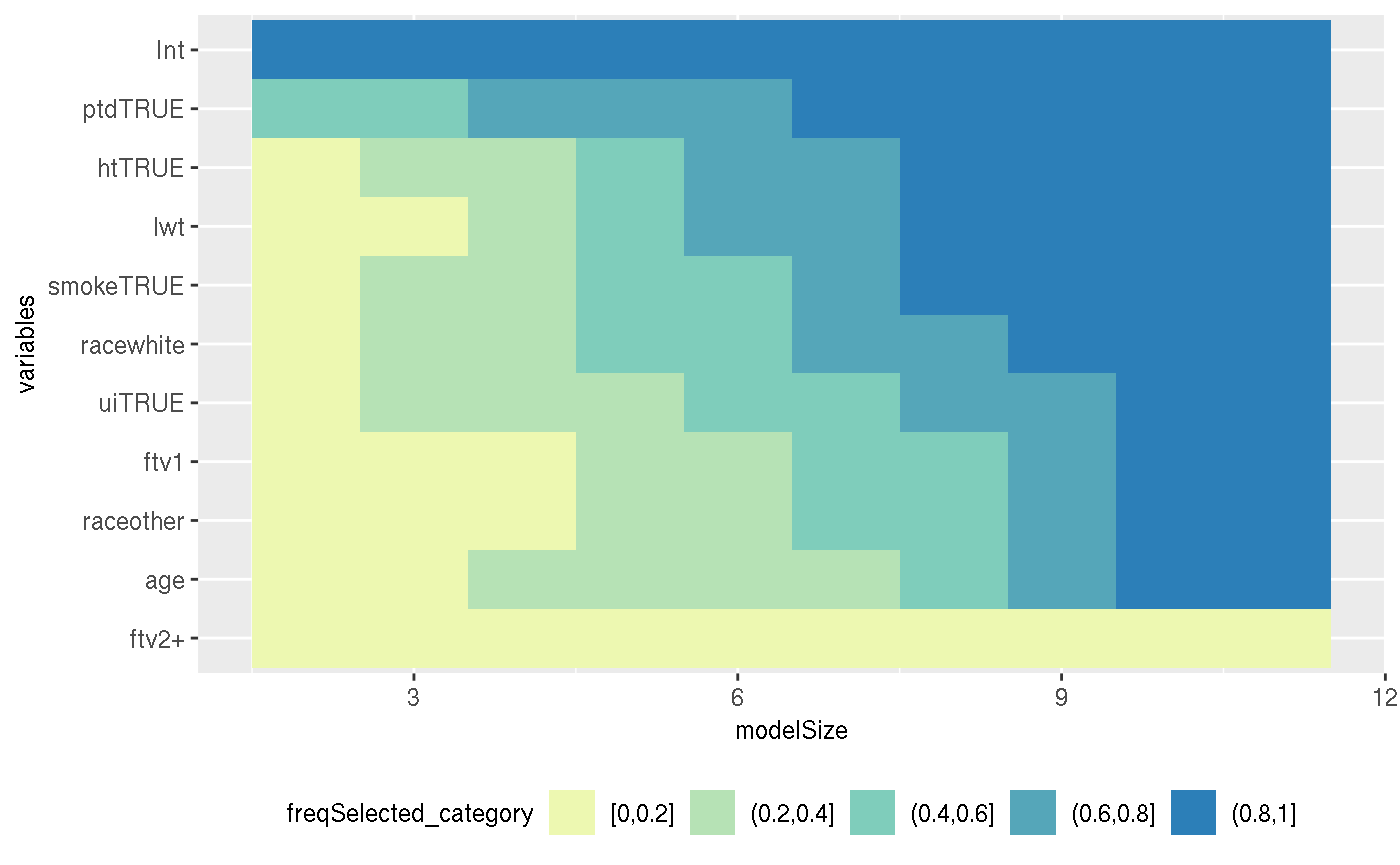 Int
ptdTRUE
htTRUE
lwt
smokeTRUE
racewhite
uiTRUE
ftv1
raceother
age
ftv2+
variables
3 6 9 12
modelSize
freqSelected_category [0,0.2] (0.2,0.4] (0.4,0.6] (0.6,0.8] (0.8,1]